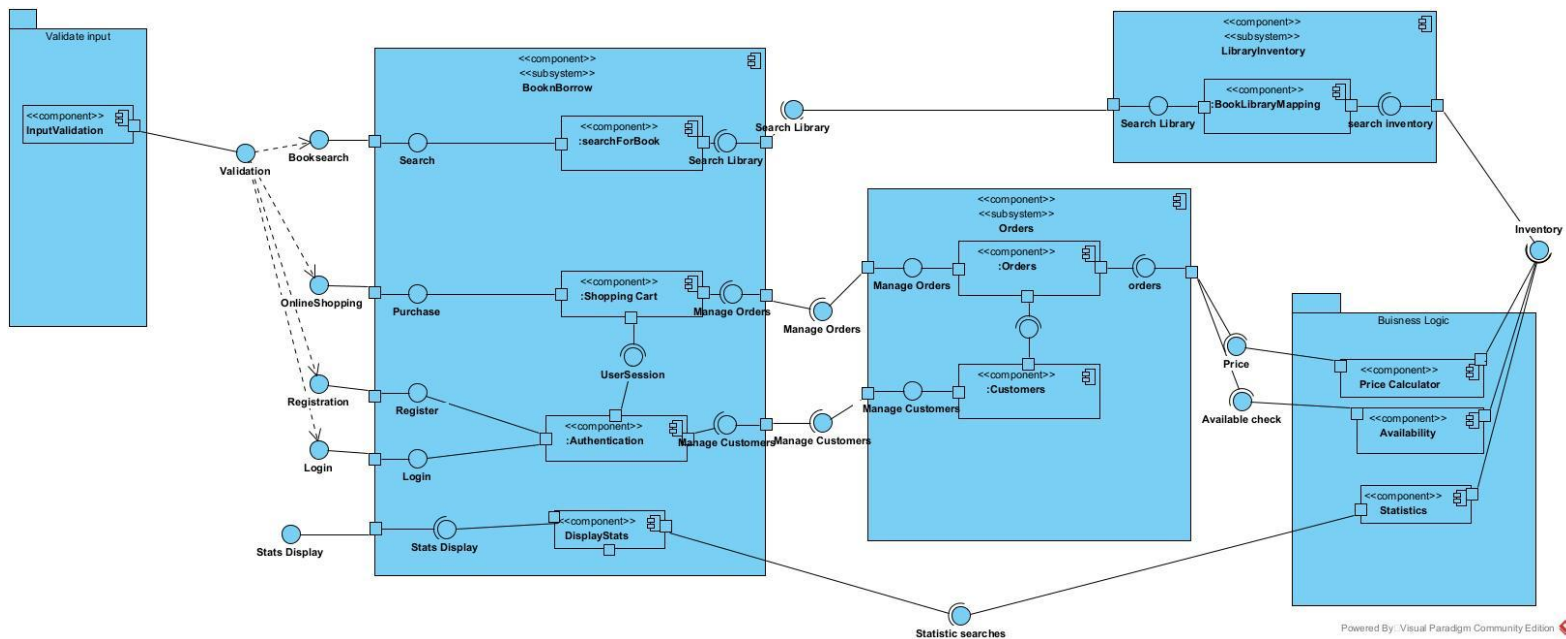 Validate input
<<component>>
InputValidation
Validation
Booksearch
OnlineShopping
Registration
Login
Stats Display
<<component>>
<<subsystem>>
BooknBorrow
Search
<<component>>
:searchForBook
Search Library
Purchase
<<component>>
:Shopping Cart
Manage Orders
UserSession
Register
Login
<<component>>
:Authentication
Manage Customers
Stats Display
<<component>>
DisplayStats
Search Library
Manage Orders
Manage Customers
Statistic searches
<<component>>
<<subsystem>>
LibraryInventory
Search Library
<<component>>
:BookLibraryMapping
search inventory
<<component>>
<<subsystem>>
Orders
Manage Orders
<<component>>
:Orders
orders
Manage Customers
<<component>>
:Customers
Inventory
Price
Available check
Buisness Logic
<<component>>
Price Calculator
<<component>>
Availability
<<component>>
Statistics
Powered By: Visual Paradigm Community Edition